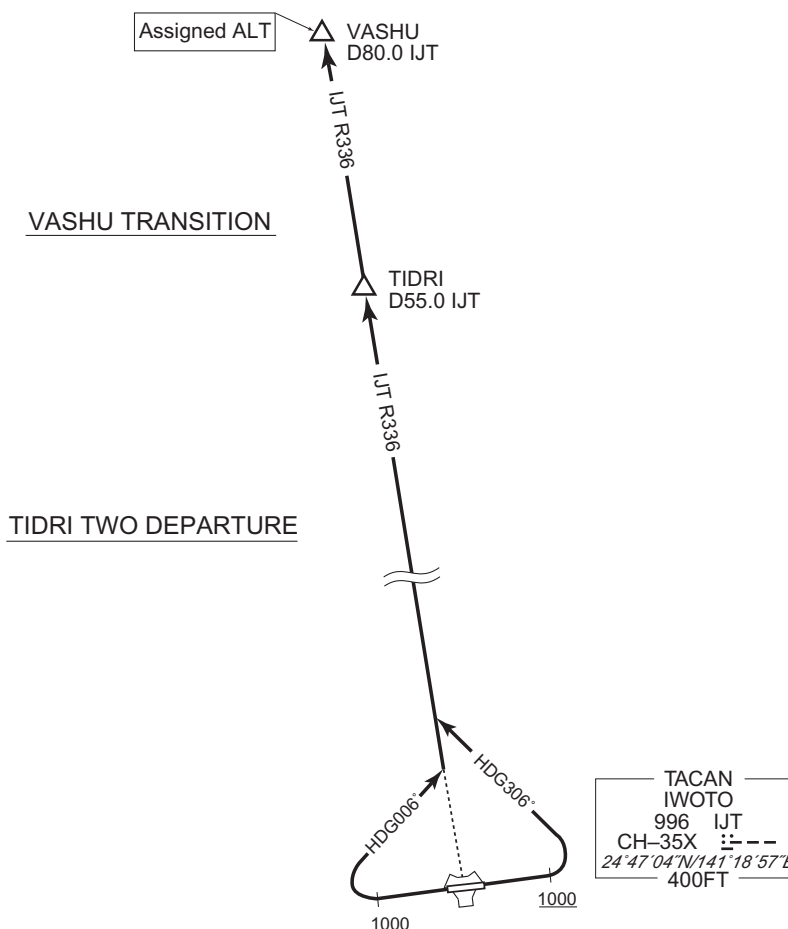 Assigned ALT
VASHU
D80.0 IJT
IJT R336
VASHU TRANSITION
TIDRI
D55.0 IJT
IJT R336
TIDRI TWO DEPARTURE
HDG006°
HDG306°
TACAN
IWOTO
996 IJT
CH–35X
24°47′04″N/141°18′57″E
400FT
1000
1000